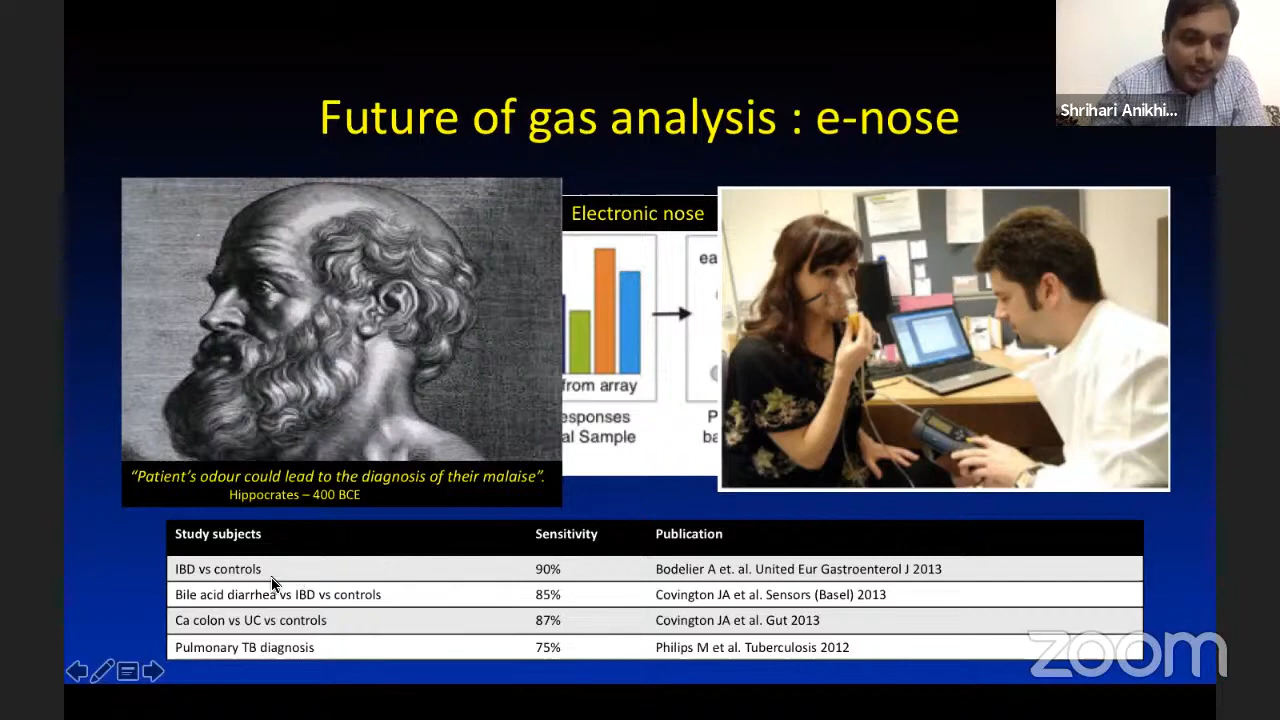 Shrihari Anikhi...
Future of gas analysis : e-nose
Electronic nose
ea
from array
esponses
al Sample
P
ba
“Patient’s odour could lead to the diagnosis of their malaise”.
Hippocrates – 400 BCE
Study subjects Sensitivity Publication
IBD vs controls 90% Bodelier A et. al. United Eur Gastroenterol J 2013
Bile acid diarrhea vs IBD vs controls 85% Covington JA et al. Sensors (Basel) 2013
Ca colon vs UC vs controls 87% Covington JA et al. Gut 2013
Pulmonary TB diagnosis 75% Philips M et al. Tuberculosis 2012
zoom